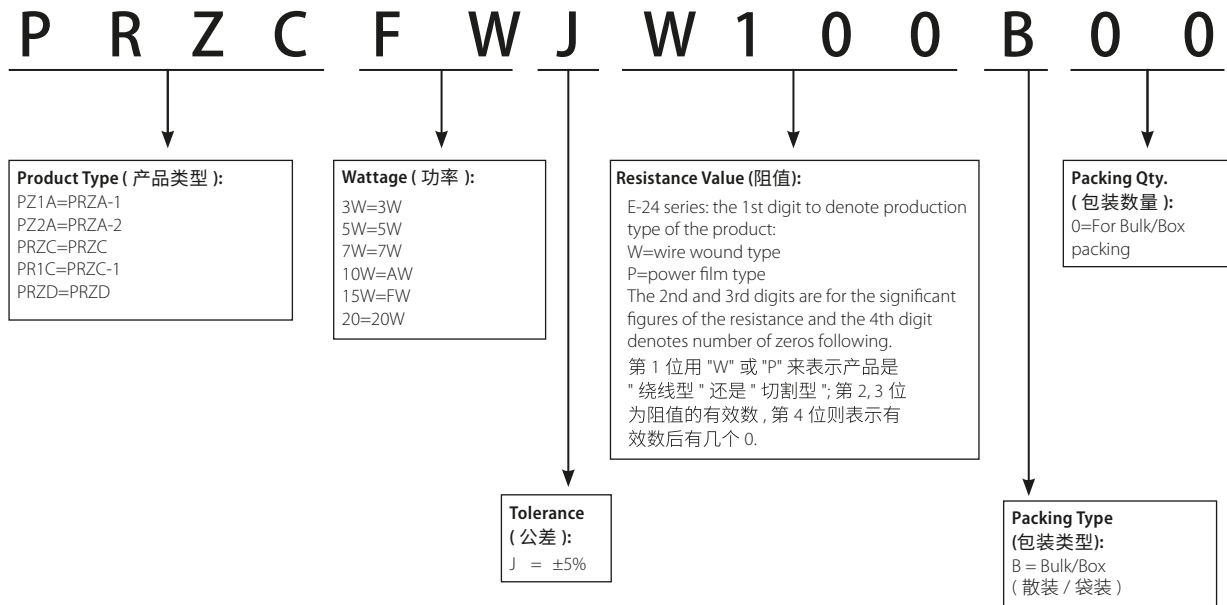 P R Z C F W J W 1 0 0 B 0 0
Product Type ( 产品类型 ):
PZ1A=PRZA-1
PZ2A=PRZA-2
PRZC=PRZC
PR1C=PRZC-1
PRZD=PRZD
Wattage ( 功率 ):
3W=3W
5W=5W
7W=7W
10W=AW
15W=FW
20=20W
Resistance Value (阻值):
E-24 series: the 1st digit to denote production
type of the product:
W=wire wound type
P=power film type
The 2nd and 3rd digits are for the significant
figures of the resistance and the 4th digit
denotes number of zeros following.
第 1 位用 "W" 或 "P" 来表示产品是
" 绕线型 " 还是 " 切割型 "; 第 2, 3 位
为阻值的有效数 , 第 4 位则表示有
效数后有几个 0.
Packing Qty.
( 包装数量 ):
0=For Bulk/Box
packing
Tolerance
( 公差 ):
J = ±5%
Packing Type
(包装类型):
B = Bulk/Box
( 散装 / 袋装 )